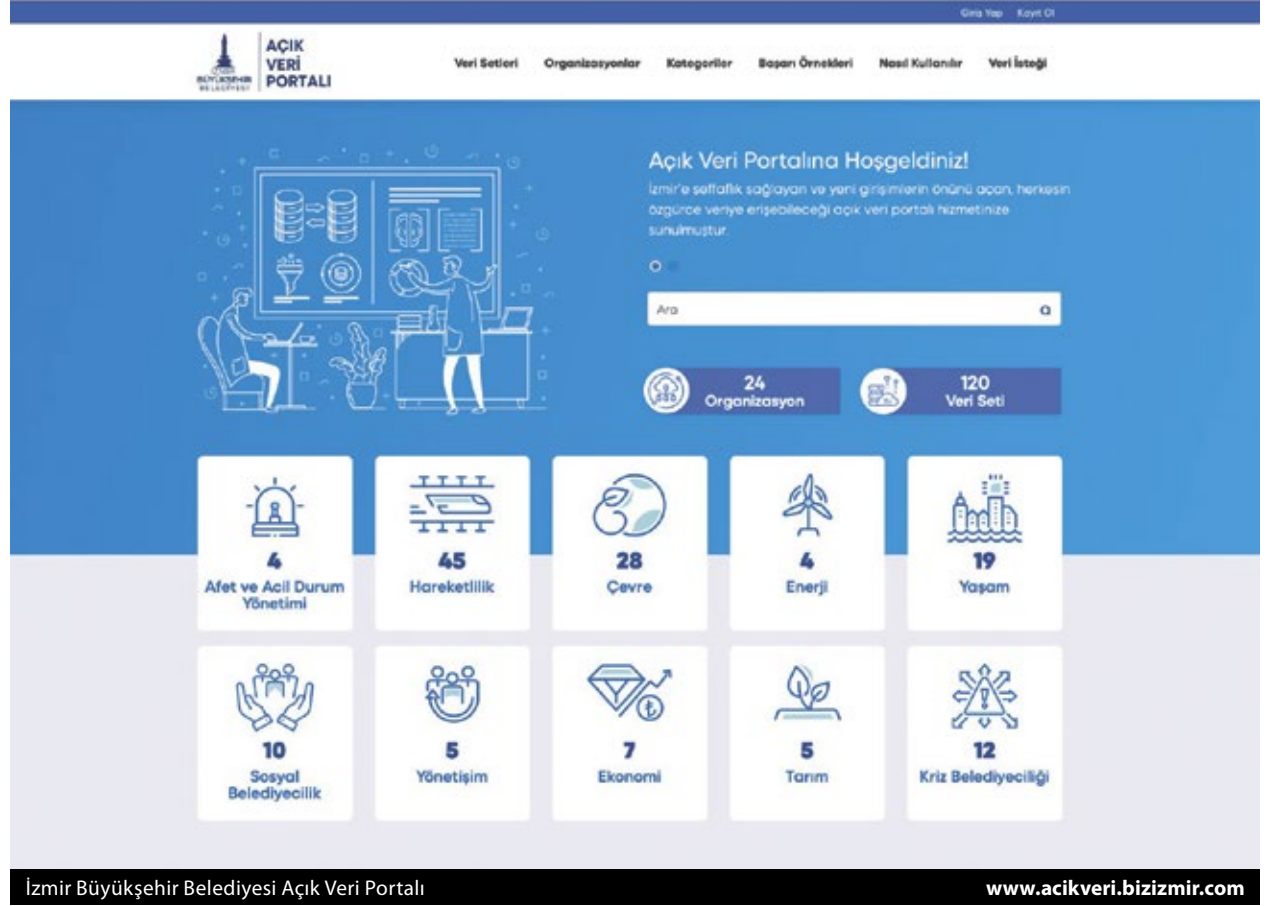 Giriş Yap Kayıt Ol
BÜYÜKŞEHİR
BELEDİYESİ
AÇIK
VERİ
PORTALI
Veri Setleri Organizasyonlar Kategoriler Başarı Örnekleri Nasıl Kullanılır Veri İsteği
Açık Veri Portalına Hoşgeldiniz!
İzmir'e şeffaflık sağlayan ve yeni girişimlerin önünü açan, herkesin
özgürce veriye erişebileceği açık veri portalı hizmetinize
sunulmuştur.
Ara
24
Organizasyon
120
Veri Seti
4
Afet ve Acil Durum
Yönetimi
45
Hareketlilik
28
Çevre
4
Enerji
19
Yaşam
10
Sosyal
Belediyecilik
5
Yönetişim
7
Ekonomi
5
Tarım
12
Kriz Belediyeciliği
İzmir Büyükşehir Belediyesi Açık Veri Portalı
www.acikveri.bizizmir.com